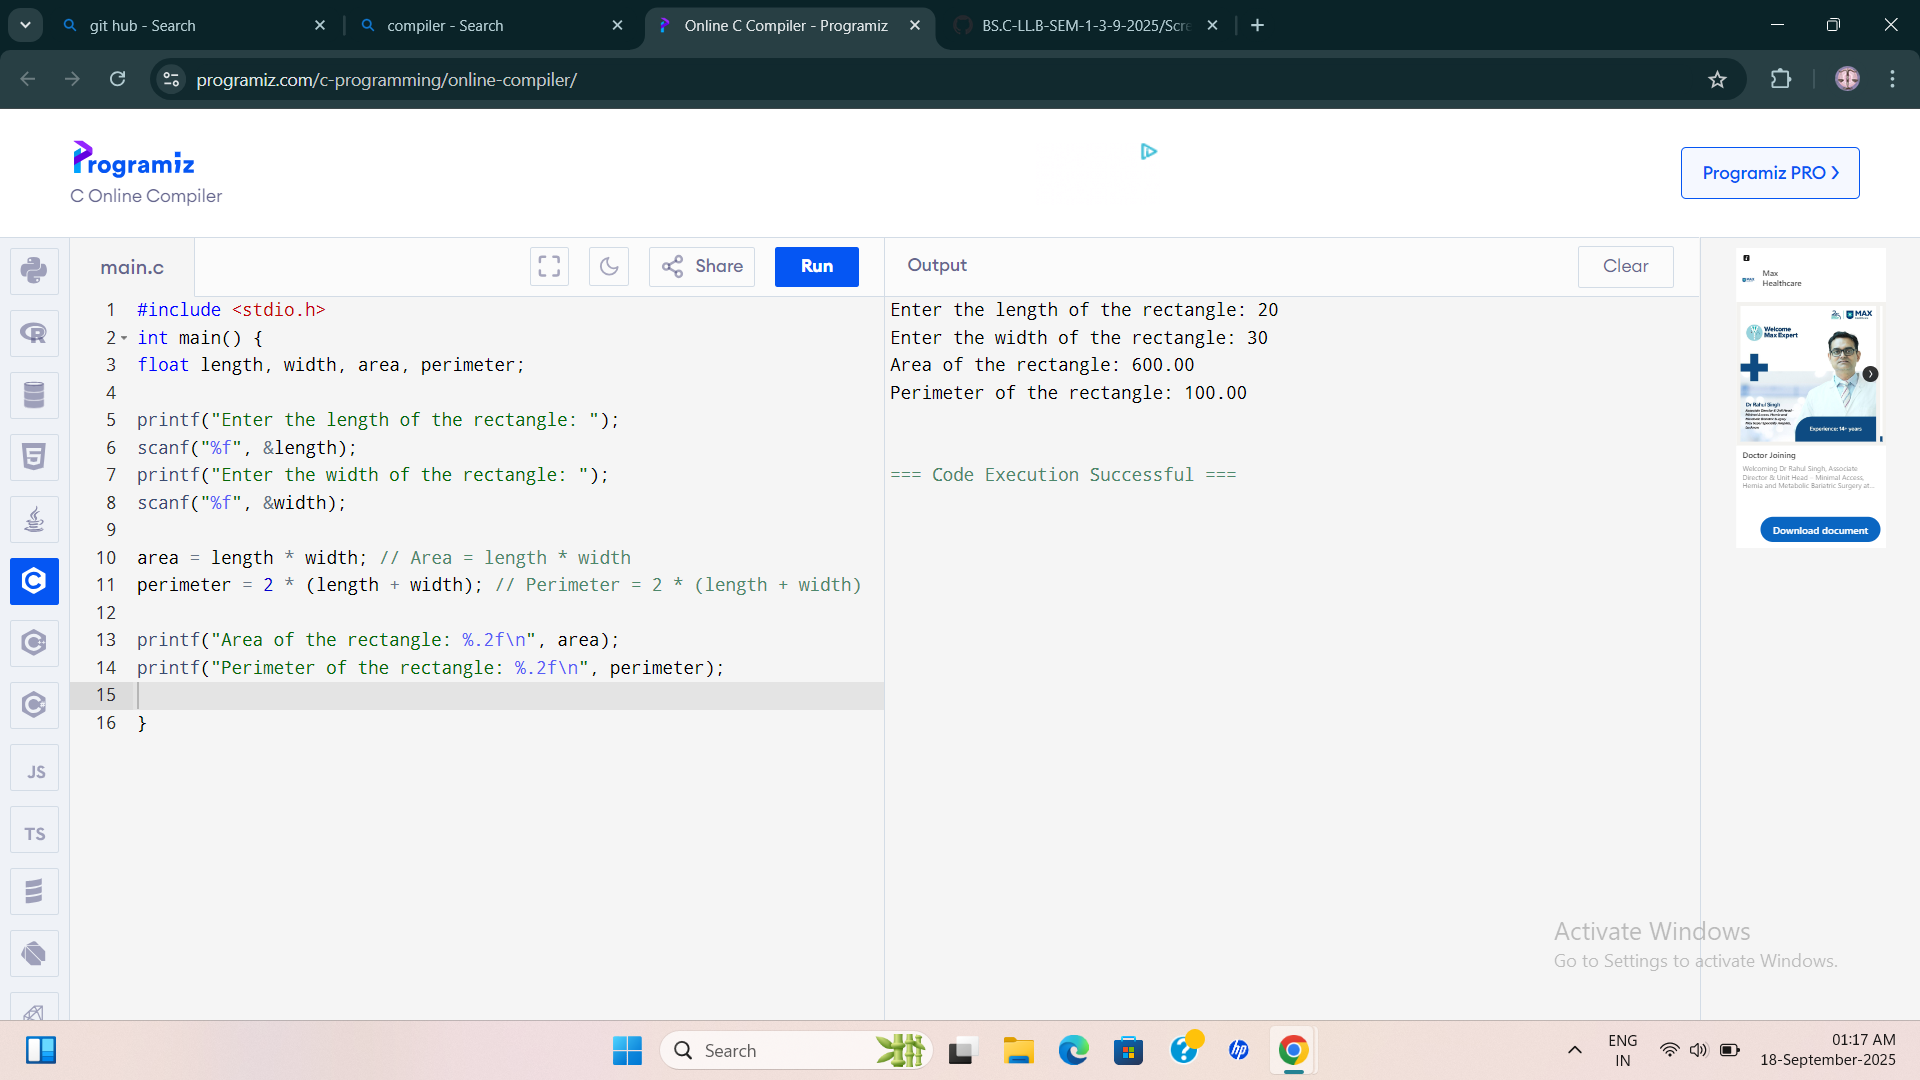 git hub - Search
compiler - Search
Online C Compiler - Programiz
BS.C-LL.B-SEM-1-3-9-2025/Scre
programiz.com/c-programming/online-compiler/
Programiz
C Online Compiler
Programiz PRO >
main.c
Share
Run
Output
Clear
1 #include <stdio.h>
2 int main() {
3 float length, width, area, perimeter;
4
5 printf("Enter the length of the rectangle: ");
6 scanf("%f", &length);
7 printf("Enter the width of the rectangle: ");
8 scanf("%f", &width);
9
10 area = length * width; // Area = length * width
11 perimeter = 2 * (length + width); // Perimeter = 2 * (length + width)
12
13 printf("Area of the rectangle: %.2f\n", area);
14 printf("Perimeter of the rectangle: %.2f\n", perimeter);
15
16 }
Enter the length of the rectangle: 20
Enter the width of the rectangle: 30
Area of the rectangle: 600.00
Perimeter of the rectangle: 100.00
=== Code Execution Successful ===
JS
TS
Max
Healthcare
MAX
Welcome
Max Expert
Dr Rahul Singh
Experience: 14+ years
Doctor Joining
Welcoming Dr Rahul Singh, Associate
Director & Unit Head - Minimal Access,
Hernia and Metabolic Bariatric Surgery at...
Download document
Activate Windows
Go to Settings to activate Windows.
Search
hp
ENG
IN
01:17 AM
18-September-2025